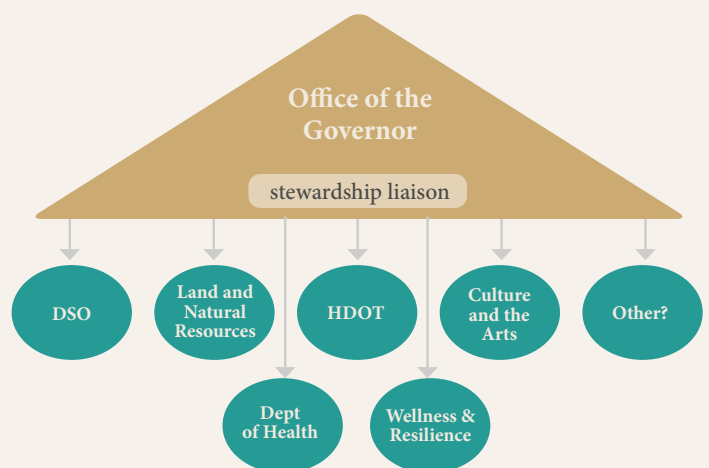 Office of the
Governor
stewardship liaison
DSO
Land and
Natural
Resources
HDOT
Culture
and the
Arts
Other?
Dept
of Health
Wellness &
Resilience